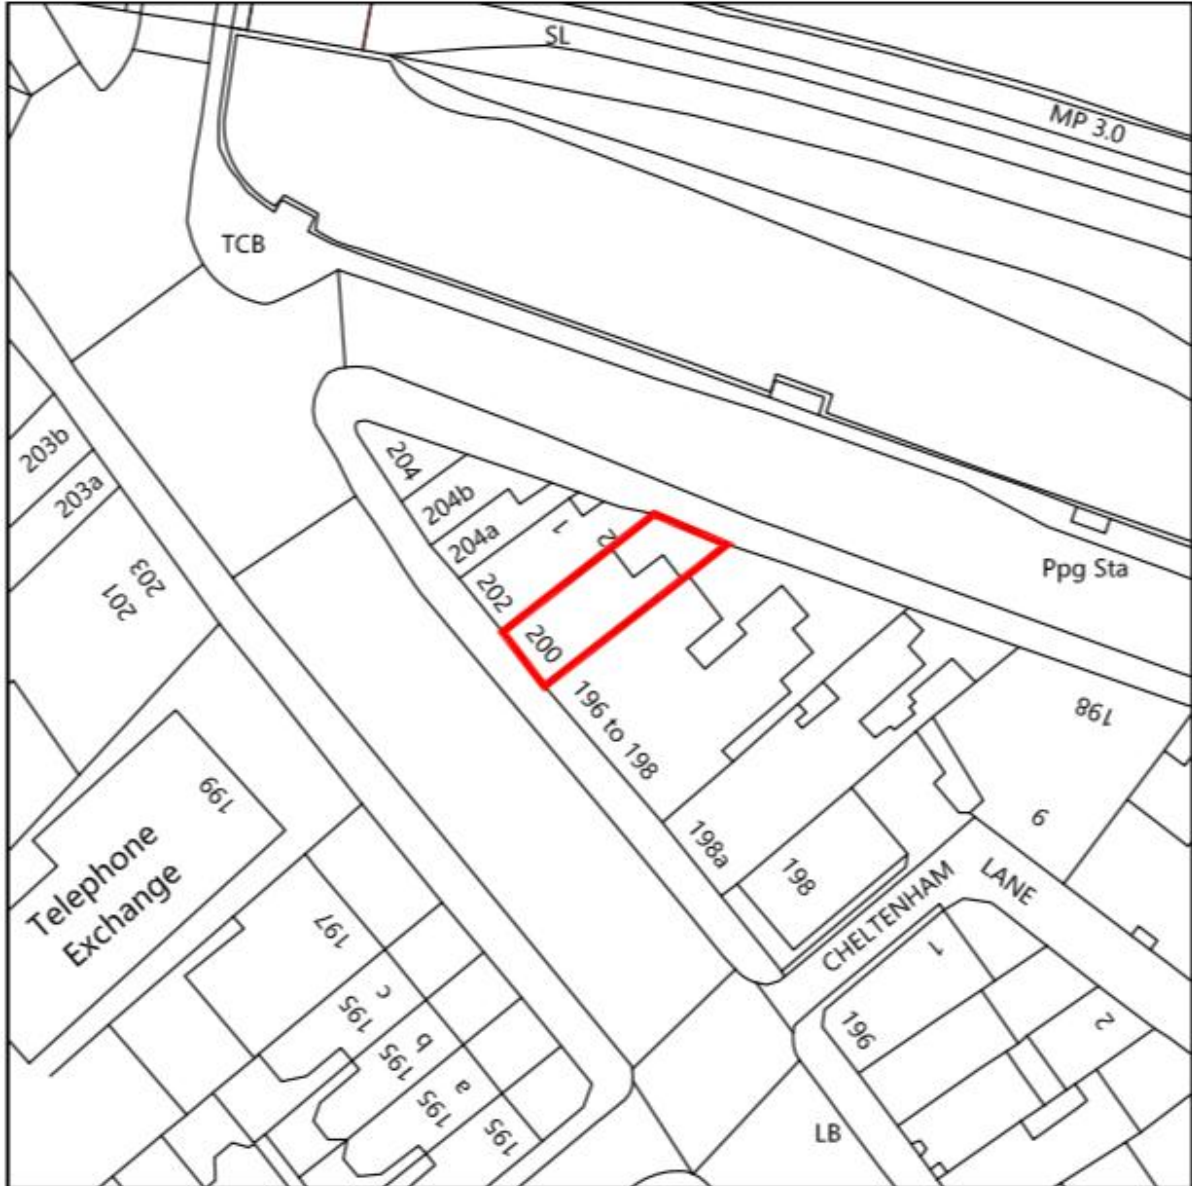 SL
MP 3.0
TCB
204
203b
204b
203a
204a
1
2
Ppg Sta
202
203
201
200
196 to 198
198
199
9
198a
Telephone
Exchange
198
CHELTENHAM
LANE
197
1
c
195
196
2
b
195
a
195
195
LB